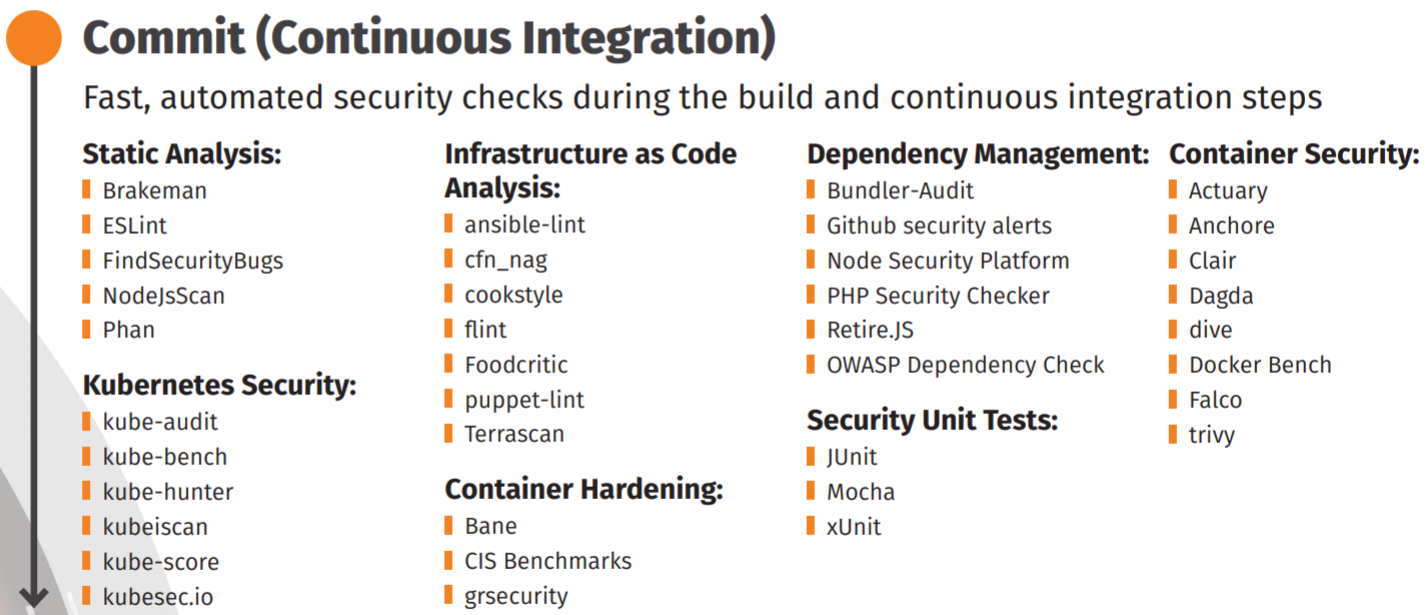 Commit (Continuous Integration)
Fast, automated security checks during the build and continuous integration steps
Static Analysis:
Brakeman
ESLint
FindSecurityBugs
NodeJsScan
Phan
Kubernetes Security:
kube-audit
kube-bench
kube-hunter
kubeiscan
kube-score
kubesec.io
Infrastructure as Code
Analysis:
ansible-lint
cfn_nag
cookstyle
flint
Foodcritic
puppet-lint
Terrascan
Container Hardening:
Bane
CIS Benchmarks
grsecurity
Dependency Management:
Bundler-Audit
Github security alerts
Node Security Platform
PHP Security Checker
Retire.JS
OWASP Dependency Check
Security Unit Tests:
JUnit
Mocha
xUnit
Container Security:
Actuary
Anchore
Clair
Dagda
dive
Docker Bench
Falco
trivy